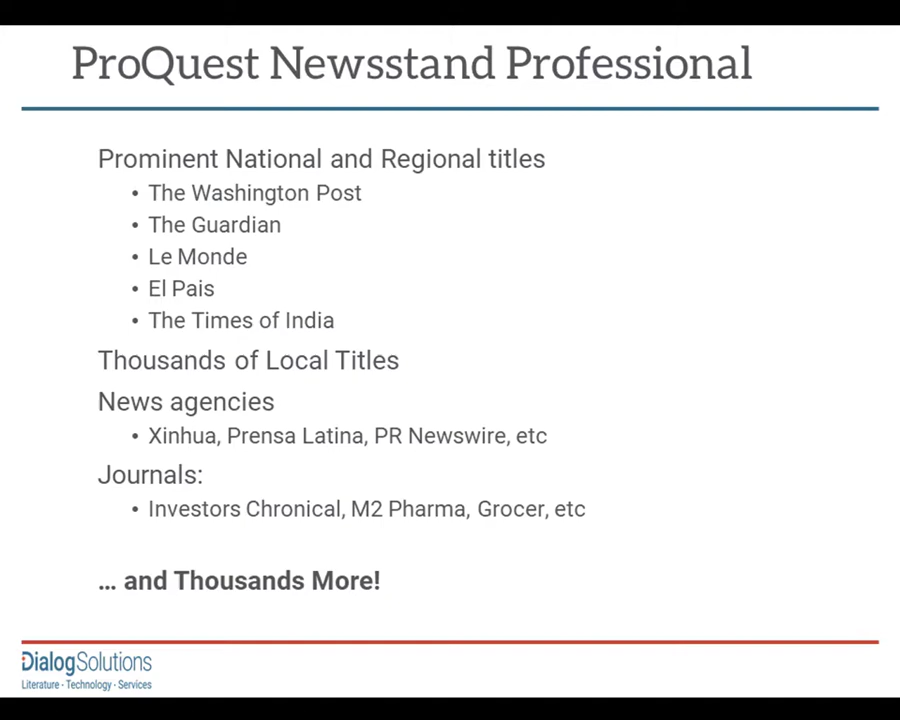 ProQuest Newsstand Professional
Prominent National and Regional titles
• The Washington Post
• The Guardian
• Le Monde
• El Pais
• The Times of India
Thousands of Local Titles
News agencies
• Xinhua, Prensa Latina, PR Newswire, etc
Journals:
• Investors Chronical, M2 Pharma, Grocer, etc
... and Thousands More!
DialogSolutions
Literature · Technology · Services